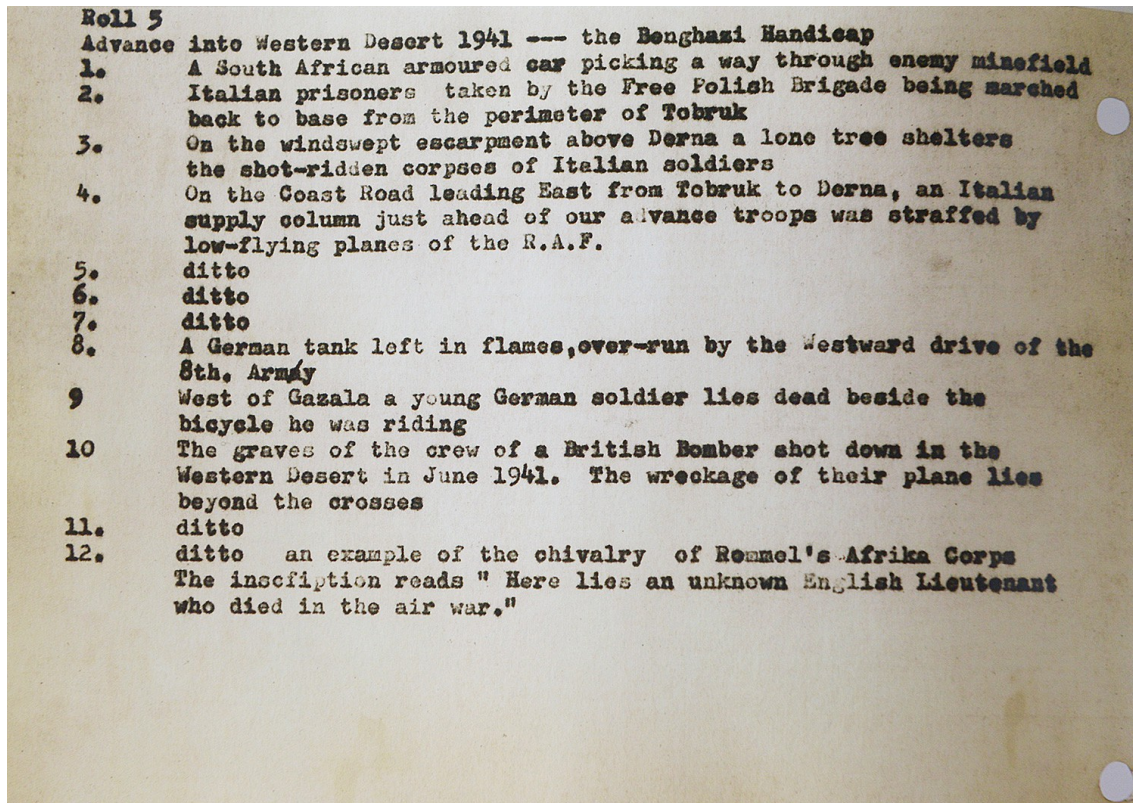 Roll 5
Advance into Western Desert 1941 --- the Benghazi Handicap
1. A South African armoured car picking a way through enemy minefield
2. Italian prisoners taken by the Free Polish Brigade being marched
back to base from the perimeter of Tobruk
3. On the windswept escarpment above Derna a lone tree shelters
the shot-ridden corpses of Italian soldiers
4. On the Coast Road leading East from Tobruk to Derna, an Italian
supply column just ahead of our advance troops was straffed by
low-flying planes of the R.A.F.
5. ditto
6. ditto
7. ditto
8. A German tank left in flames,over-run by the Westward drive of the
8th. Army
9 West of Gazala a young German soldier lies dead beside the
bicycle he was riding
10 The graves of the crew of a British Bomber shot down in the
Western Desert in June 1941. The wreckage of their plane lies
beyond the crosses
11. ditto
12. ditto an example of the chivalry of Rommel's Afrika Corps
The inscfiption reads " Here lies an unknown English Lieutenant
who died in the air war."